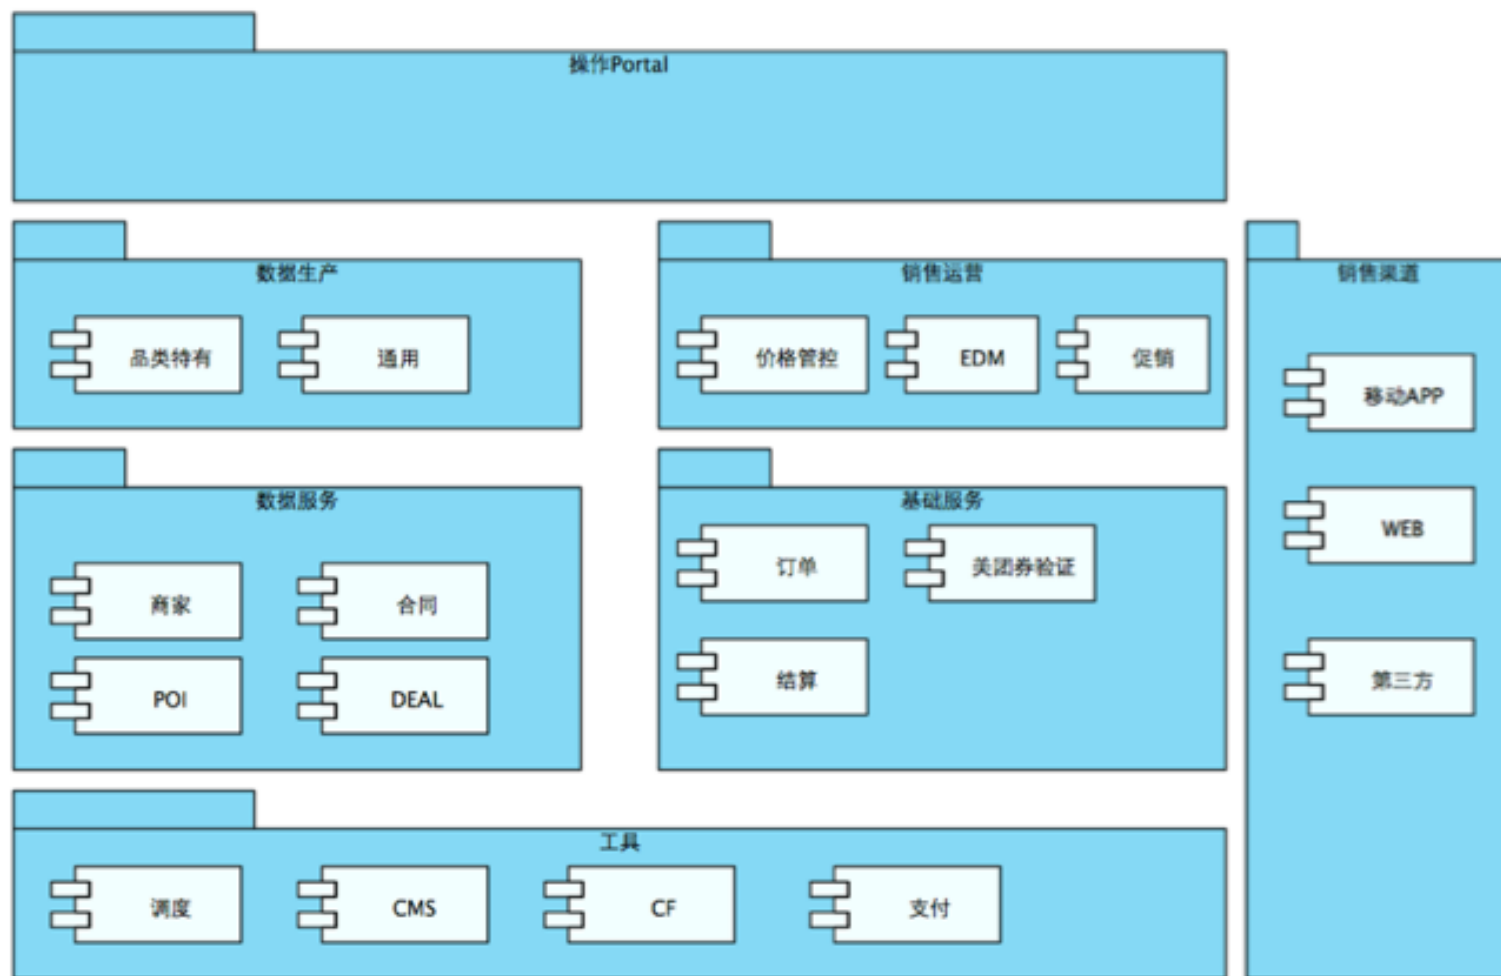 操作Portal
数据生产
品类特有
通用
销售运营
价格管控
EDM
促销
销售渠道
移动APP
WEB
第三方
数据服务
商家
合同
POI
DEAL
基础服务
订单
美团券验证
结算
工具
调度
CMS
CF
支付